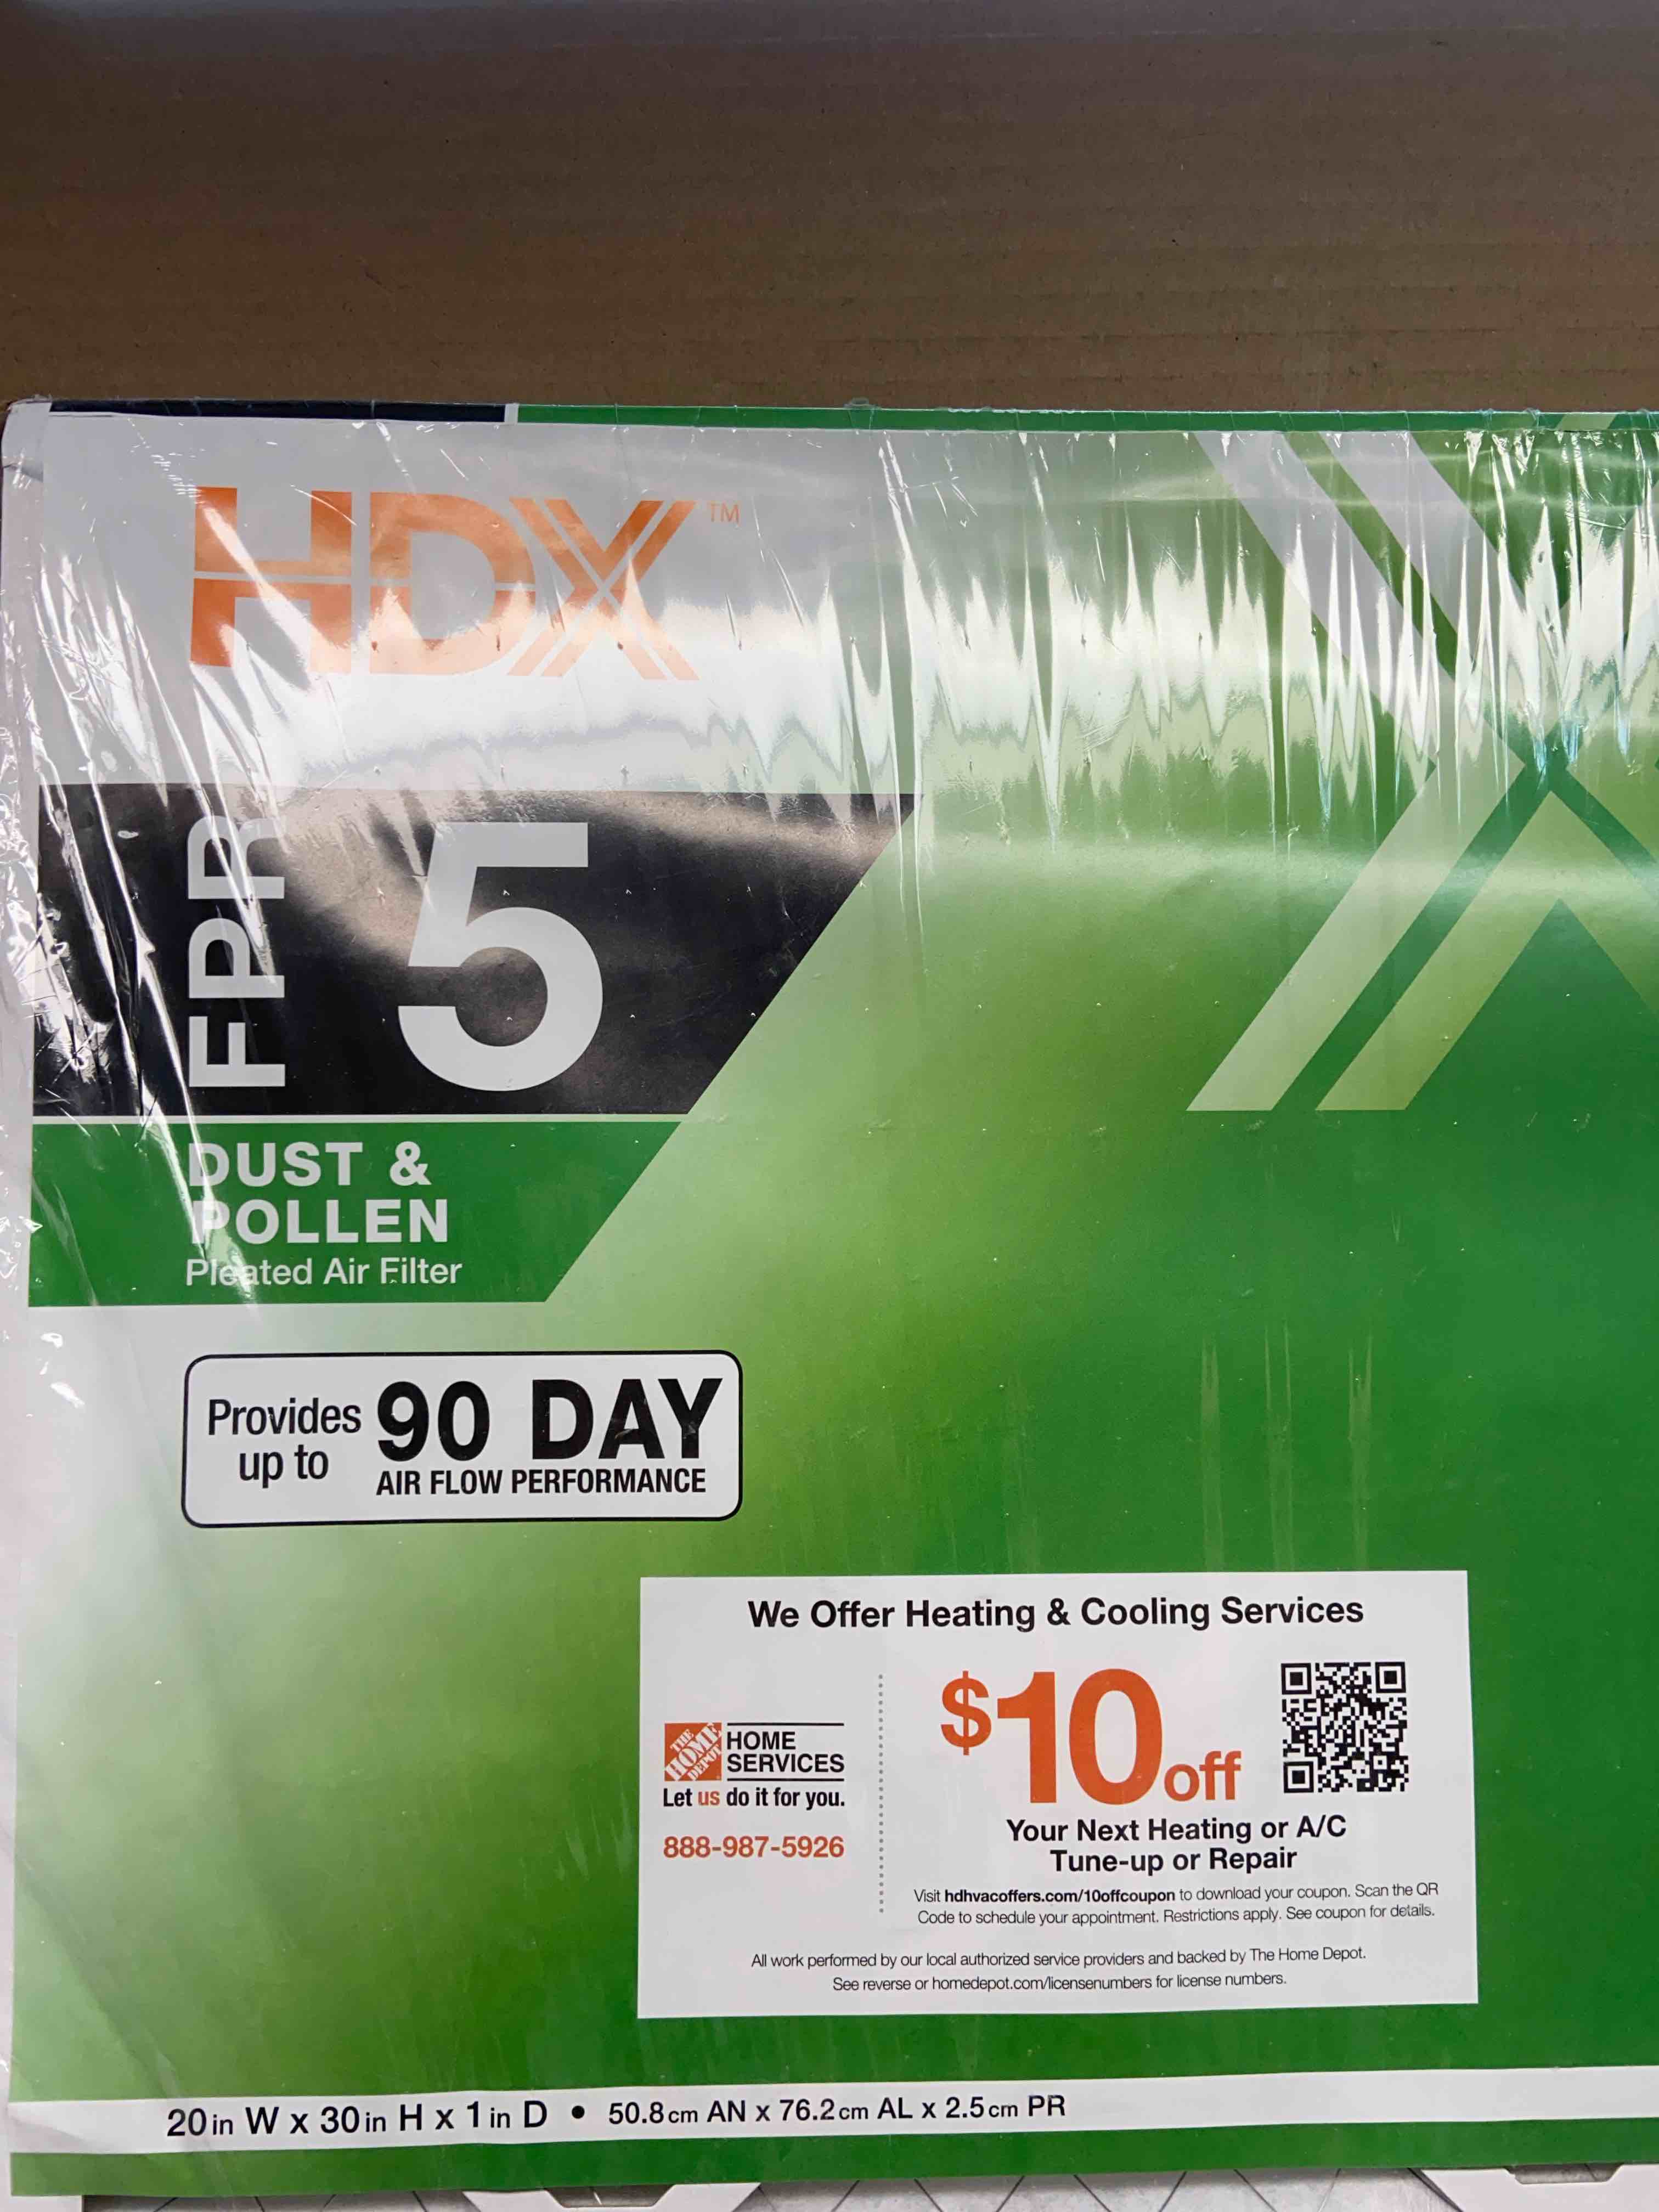 HDX™
FPR 5
DUST &
POLLEN
Pleated Air Filter
Provides
up to
90 DAY
AIR FLOW PERFORMANCE
We Offer Heating & Cooling Services
THE HOME DEPOT
HOME
SERVICES
Let us do it for you.
888-987-5926
$10 off
Your Next Heating or A/C
Tune-up or Repair
Visit hdhvacoffers.com/10offcoupon to download your coupon. Scan the QR
Code to schedule your appointment. Restrictions apply. See coupon for details.
All work performed by our local authorized service providers and backed by The Home Depot.
See reverse or homedepot.com/licensenumbers for license numbers.
20in W x 30in H x 1in D • 50.8cm AN x 76.2cm AL x 2.5cm PR